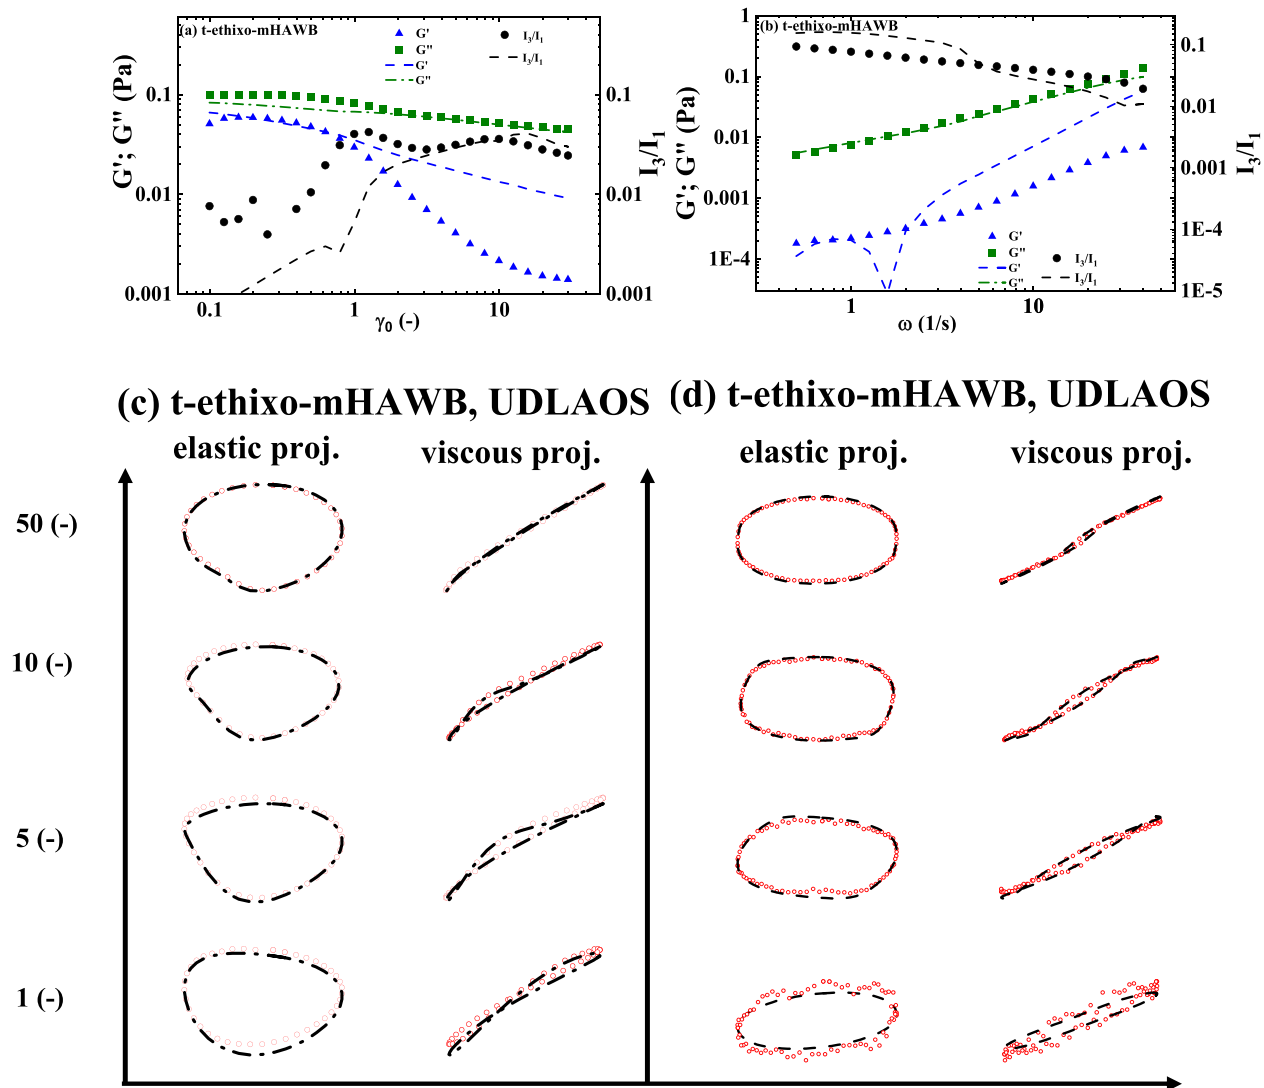 (a) t-ethixo-mHAWB
G'
G''
G'
G''
I3/I1
I3/I1
G'; G'' (Pa)
0.1
0.01
0.001
0.1
1
10
γ0 (-)
0.1
0.01
0.001
I3/I1
(b) t-ethixo-mHAWB
G'; G'' (Pa)
1
0.1
0.01
0.001
1E-4
1
10
ω (1/s)
G'
G''
G'
G''
I3/I1
I3/I1
0.1
0.01
0.001
1E-4
1E-5
I3/I1
(c) t-ethixo-mHAWB, UDLAOS
elastic proj.
viscous proj.
(d) t-ethixo-mHAWB, UDLAOS
elastic proj.
viscous proj.
50 (-)
10 (-)
5 (-)
1 (-)